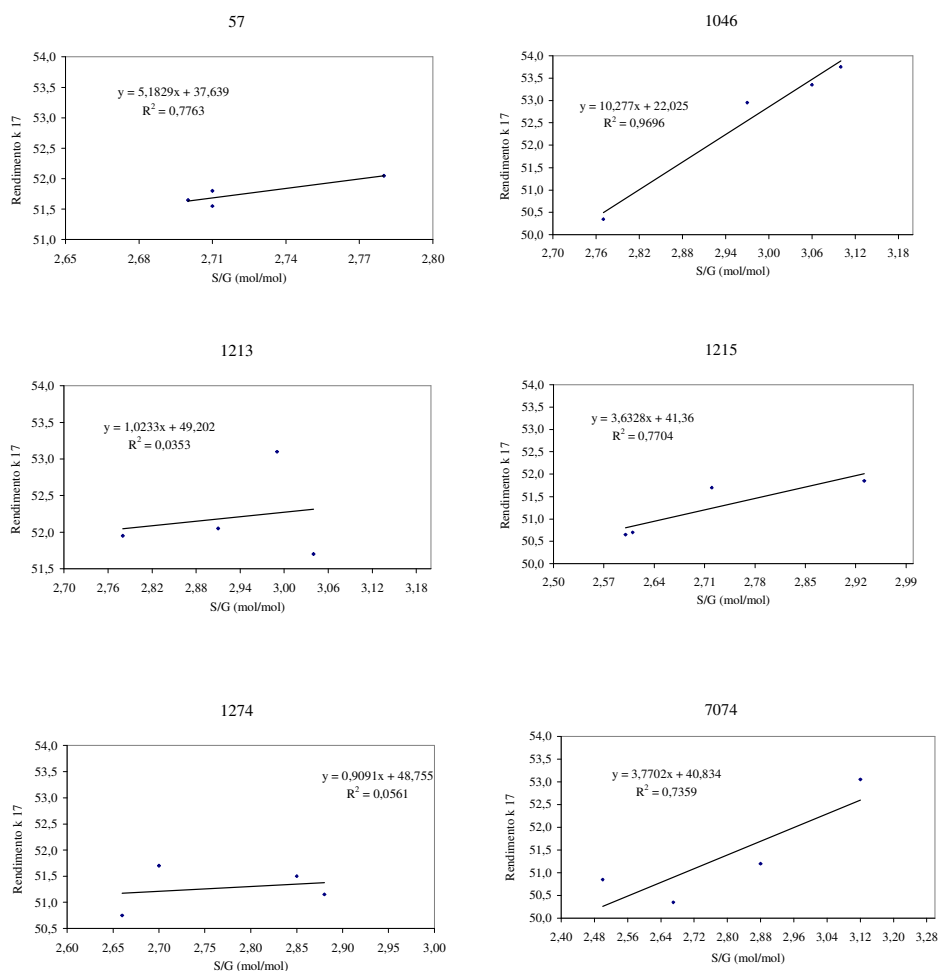 57
54,0
53,5
53,0
52,5
52,0
51,5
51,0
Rendimento k 17
y = 5,1829x + 37,639
R² = 0,7763
2,65 2,68 2,71 2,74 2,77 2,80
S/G (mol/mol)
1046
54,0
53,5
53,0
52,5
52,0
51,5
51,0
50,5
50,0
Rendimento k 17
y = 10,277x + 22,025
R² = 0,9696
2,70 2,76 2,82 2,88 2,94 3,00 3,06 3,12 3,18
S/G (mol/mol)
1213
54,0
53,5
53,0
52,5
52,0
51,5
Rendimento k 17
y = 1,0233x + 49,202
R² = 0,0353
2,70 2,76 2,82 2,88 2,94 3,00 3,06 3,12 3,18
S/G (mol/mol)
1215
54,0
53,5
53,0
52,5
52,0
51,5
51,0
50,5
50,0
Rendimento k 17
y = 3,6328x + 41,36
R² = 0,7704
2,50 2,57 2,64 2,71 2,78 2,85 2,92 2,99
S/G (mol/mol)
1274
54,0
53,5
53,0
52,5
52,0
51,5
51,0
50,5
Rendimento k 17
y = 0,9091x + 48,755
R² = 0,0561
2,60 2,65 2,70 2,75 2,80 2,85 2,90 2,95 3,00
S/G (mol/mol)
7074
54,0
53,5
53,0
52,5
52,0
51,5
51,0
50,5
50,0
Rendimento k 17
y = 3,7702x + 40,834
R² = 0,7359
2,40 2,48 2,56 2,64 2,72 2,80 2,88 2,96 3,04 3,12 3,20 3,28
S/G (mol/mol)